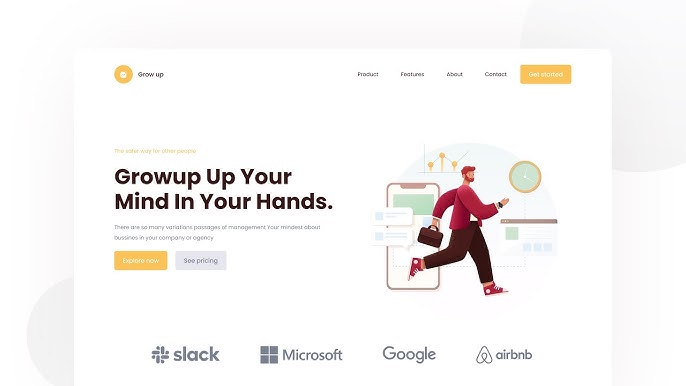 Grow up
Product Features About Contact Get started
The safer way for other people
Growup Up Your
Mind In Your Hands.
There are so many variations passages of management Your mindest about
bussines in your company or agency
Explore now See pricing
slack Microsoft Google airbnb